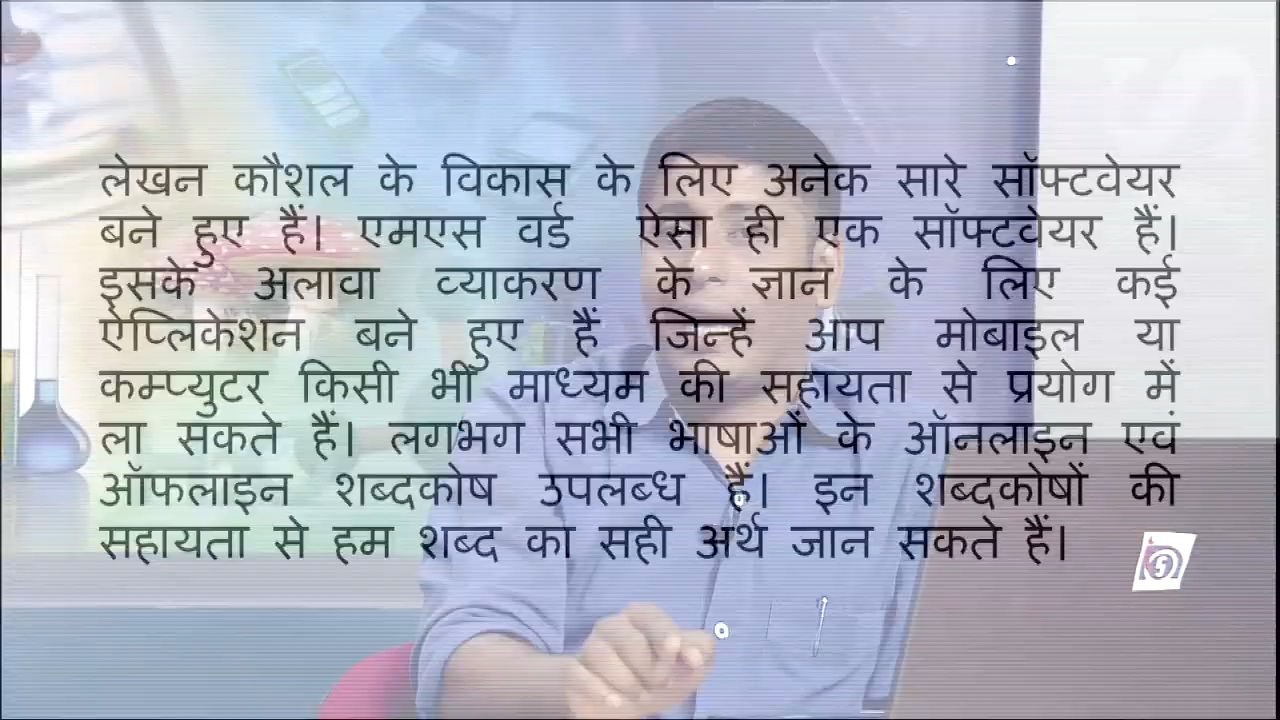 लेखन कौशल के विकास के लिए अनेक सारे सॉफ्टवेयर
बने हुए हैं। एमएस वर्ड ऐसा ही एक सॉफ्टवेयर हैं।
इसके अलावा व्याकरण के ज्ञान के लिए कई
ऐप्लिकेशन बने हुए हैं जिन्हें आप मोबाइल या
कम्प्युटर किसी भी माध्यम की सहायता से प्रयोग में
ला सकते हैं। लगभग सभी भाषाओं के ऑनलाइन एवं
ऑफलाइन शब्दकोष उपलब्ध हैं। इन शब्दकोषों की
सहायता से हम शब्द का सही अर्थ जान सकते हैं।